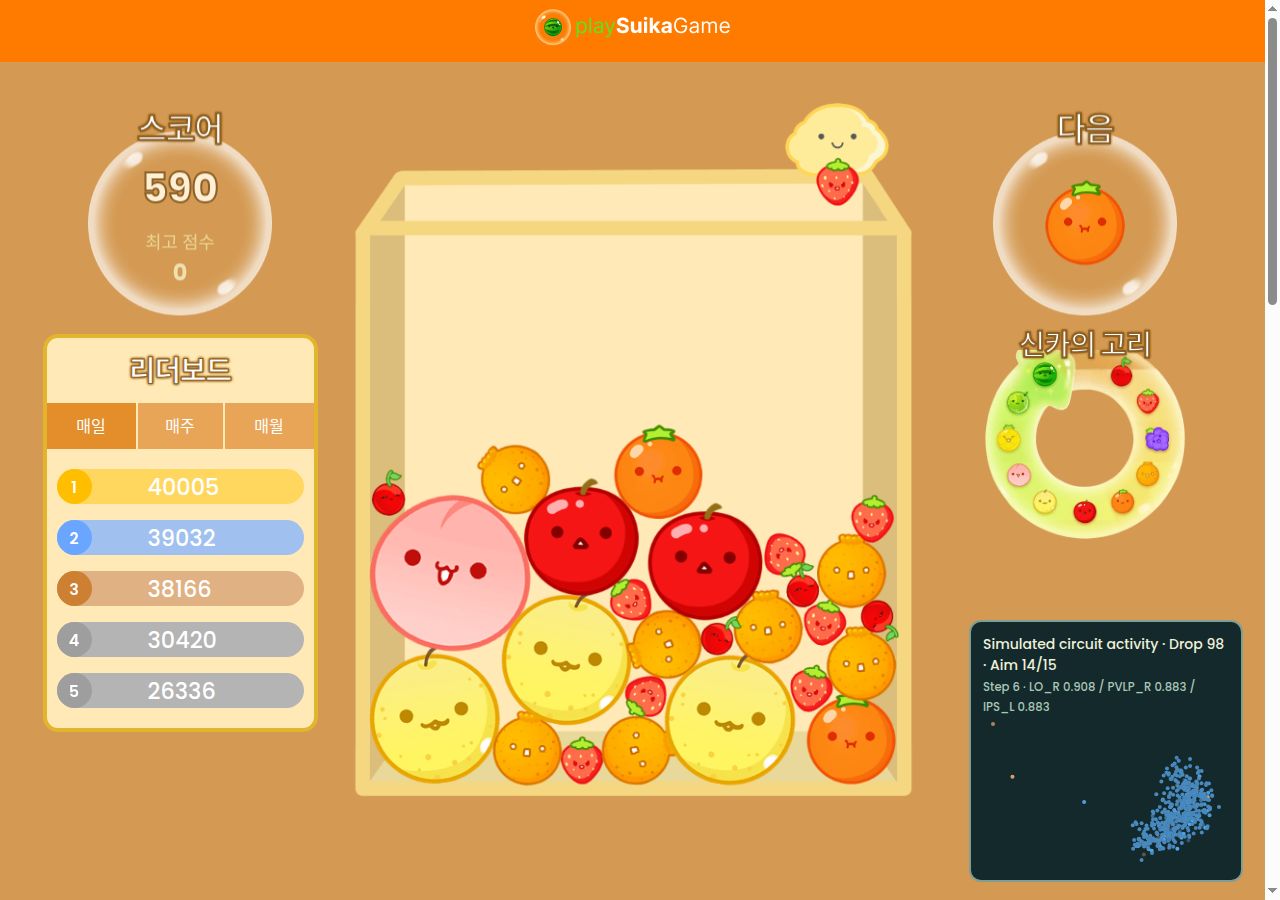 playSuikaGame
스코어
590
최고 점수
0
리더보드
매일
매주
매월
1 40005
2 39032
3 38166
4 30420
5 26336
다음
신카의 고리
Simulated circuit activity · Drop 98
· Aim 14/15
Step 6 · LO_R 0.908 / PVLP_R 0.883 /
IPS_L 0.883